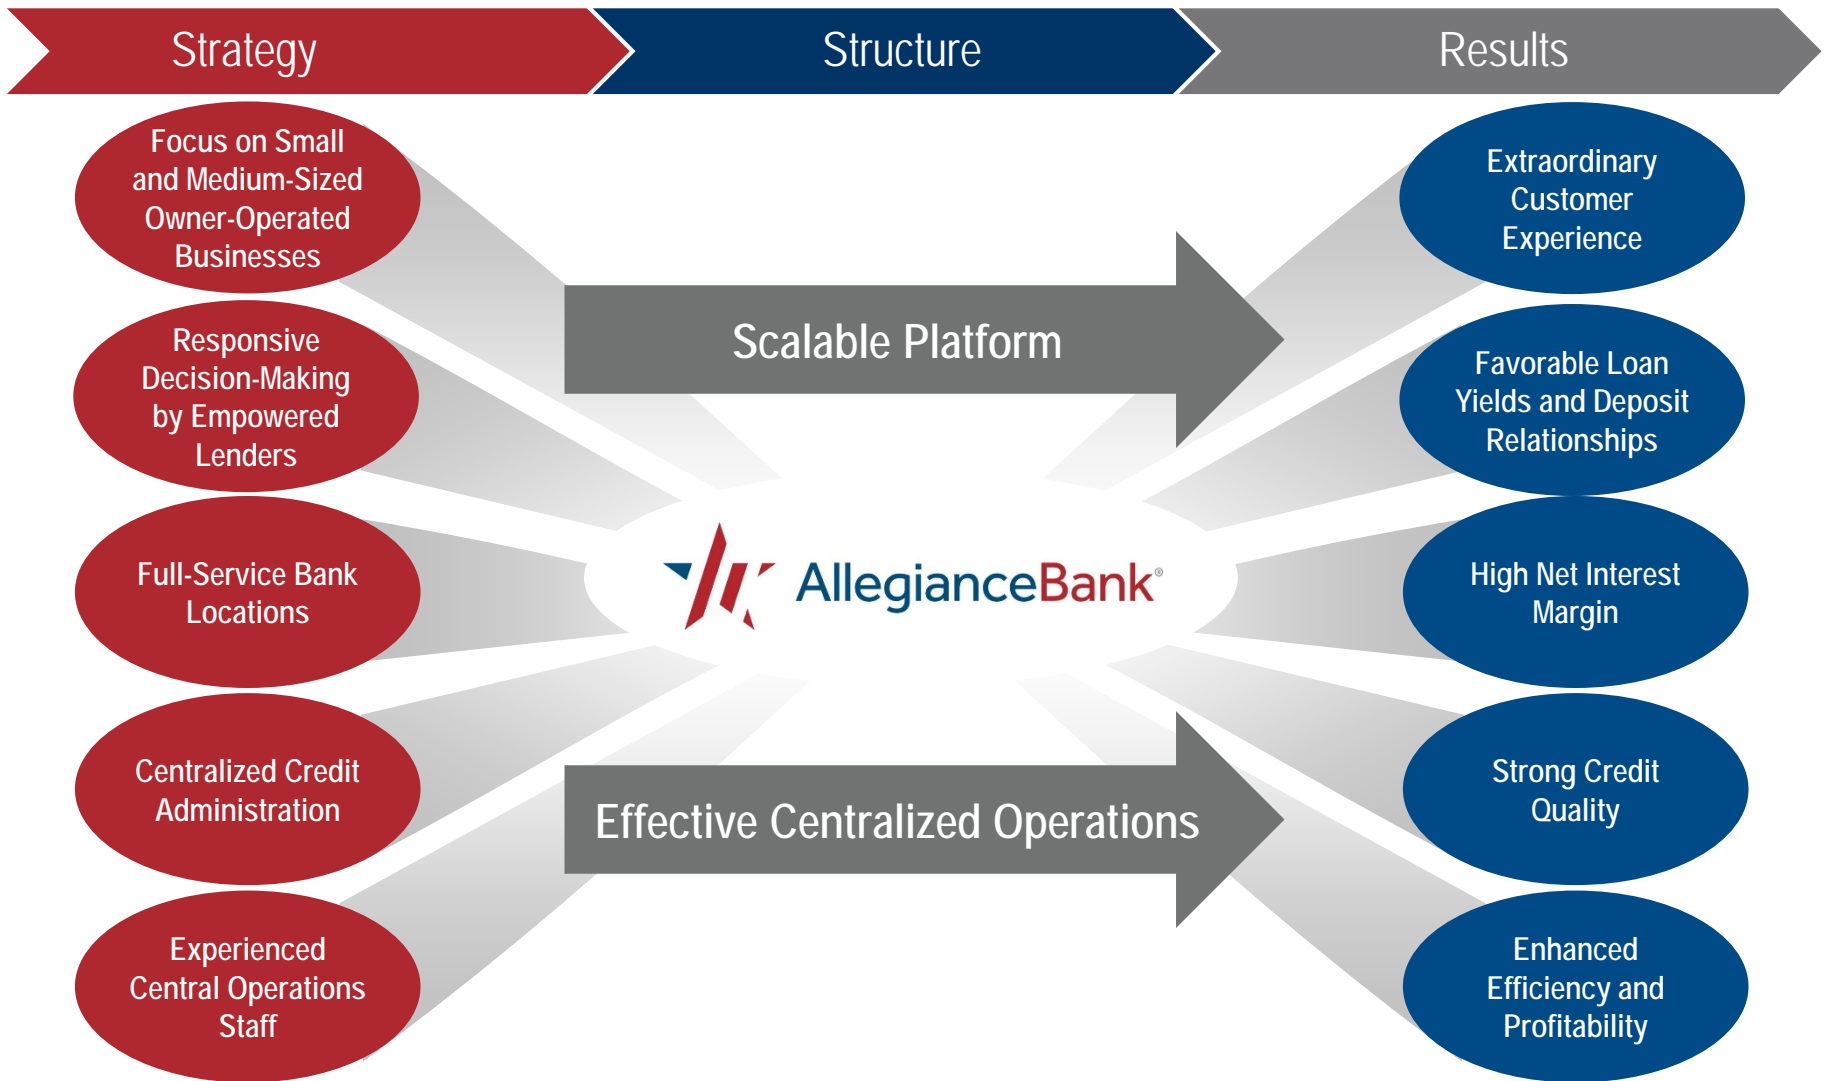 Strategy
Structure
Results
Focus on Small
and Medium-Sized
Owner-Operated
Businesses
Responsive
Decision-Making
by Empowered
Lenders
Full-Service Bank
Locations
Centralized Credit
Administration
Experienced
Central Operations
Staff
Scalable Platform
AllegianceBank®
Effective Centralized Operations
Extraordinary
Customer
Experience
Favorable Loan
Yields and Deposit
Relationships
High Net Interest
Margin
Strong Credit
Quality
Enhanced
Efficiency and
Profitability